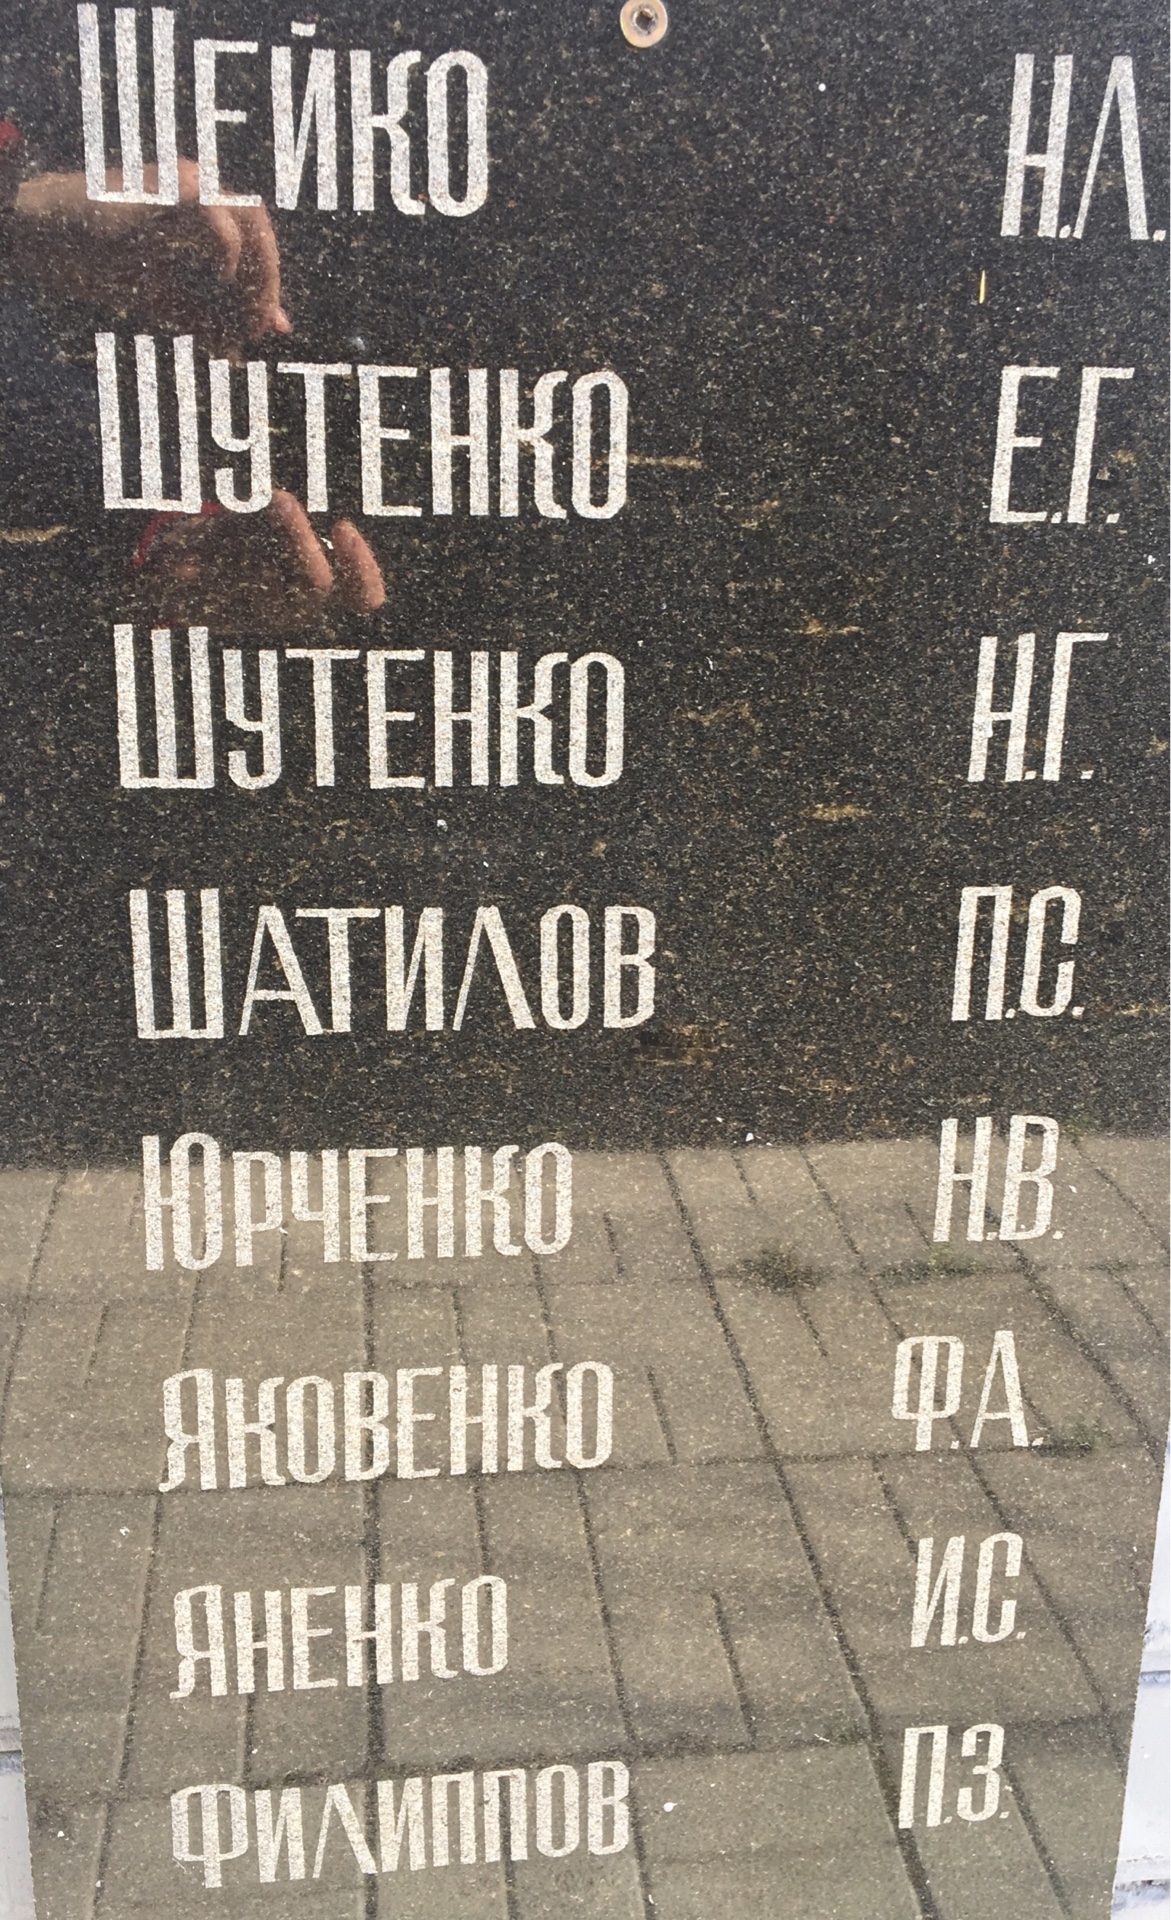 ШЕЙКО Н.Л.
ШУТЕНКО Е.Г.
ШУТЕНКО Н.Г.
ШАТИЛОВ П.С.
ЮРЧЕНКО Н.В.
ЯКОВЕНКО Ф.А.
ЯНЕНКО И.С.
ФИЛИППОВ П.З.